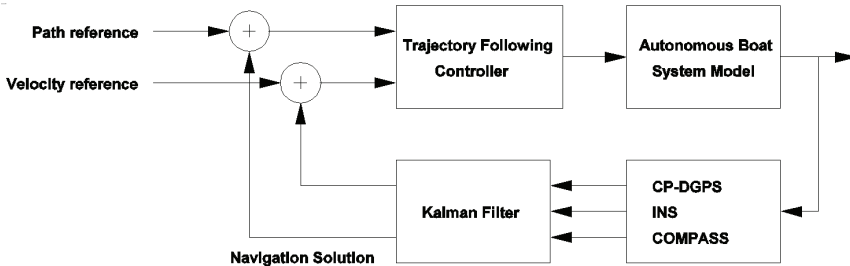 Path reference
Velocity reference
Trajectory Following
Controller
Autonomous Boat
System Model
Kalman Filter
CP-DGPS
INS
COMPASS
Navigation Solution